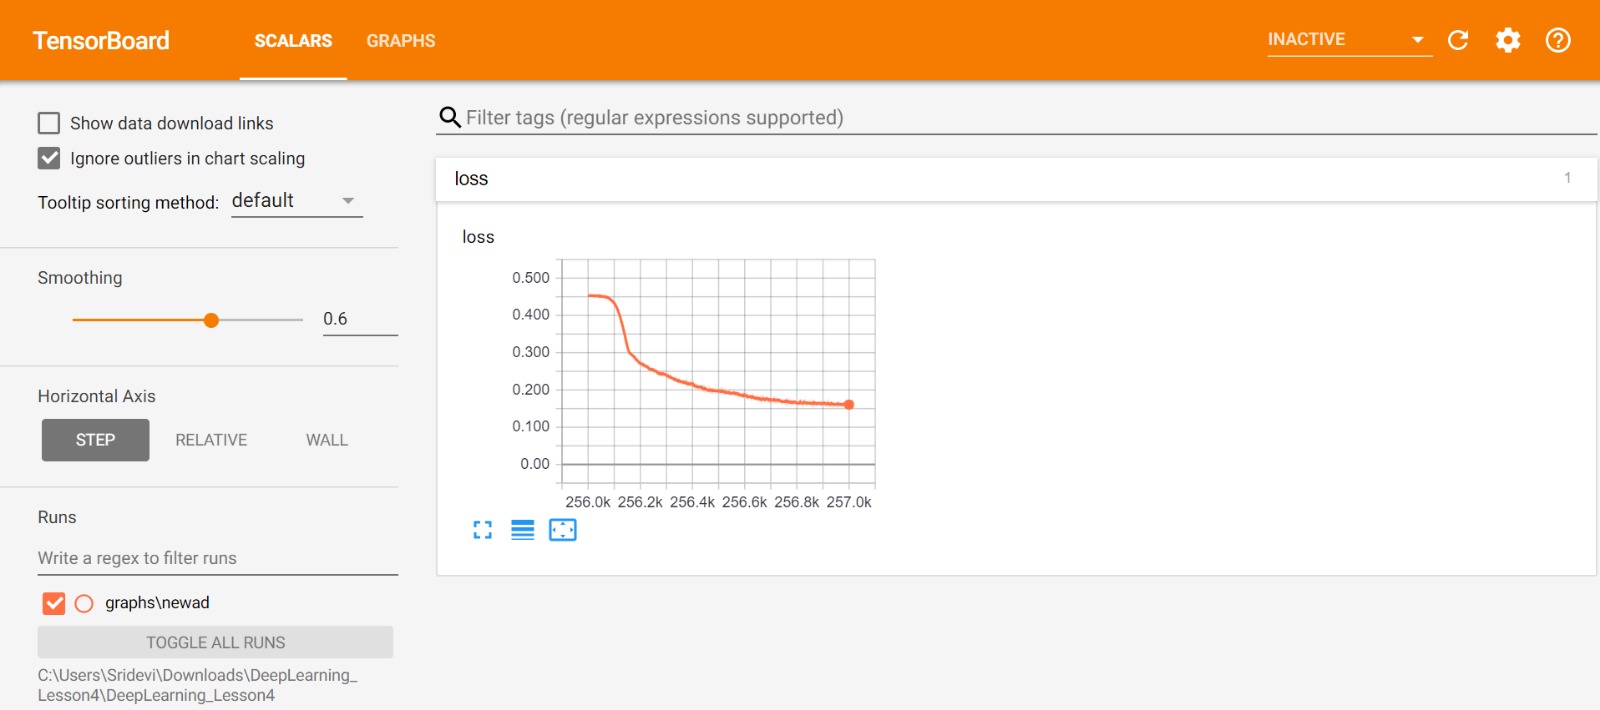 TensorBoard SCALARS GRAPHS INACTIVE
Show data download links
Ignore outliers in chart scaling
Tooltip sorting method: default
Smoothing
0.6
Horizontal Axis
STEP RELATIVE WALL
Runs
Write a regex to filter runs
graphs\newad
TOGGLE ALL RUNS
C:\Users\Sridevi\Downloads\DeepLearning_
Lesson4\DeepLearning_Lesson4
Filter tags (regular expressions supported)
loss 1
loss
0.500
0.400
0.300
0.200
0.100
0.00
256.0k 256.2k 256.4k 256.6k 256.8k 257.0k